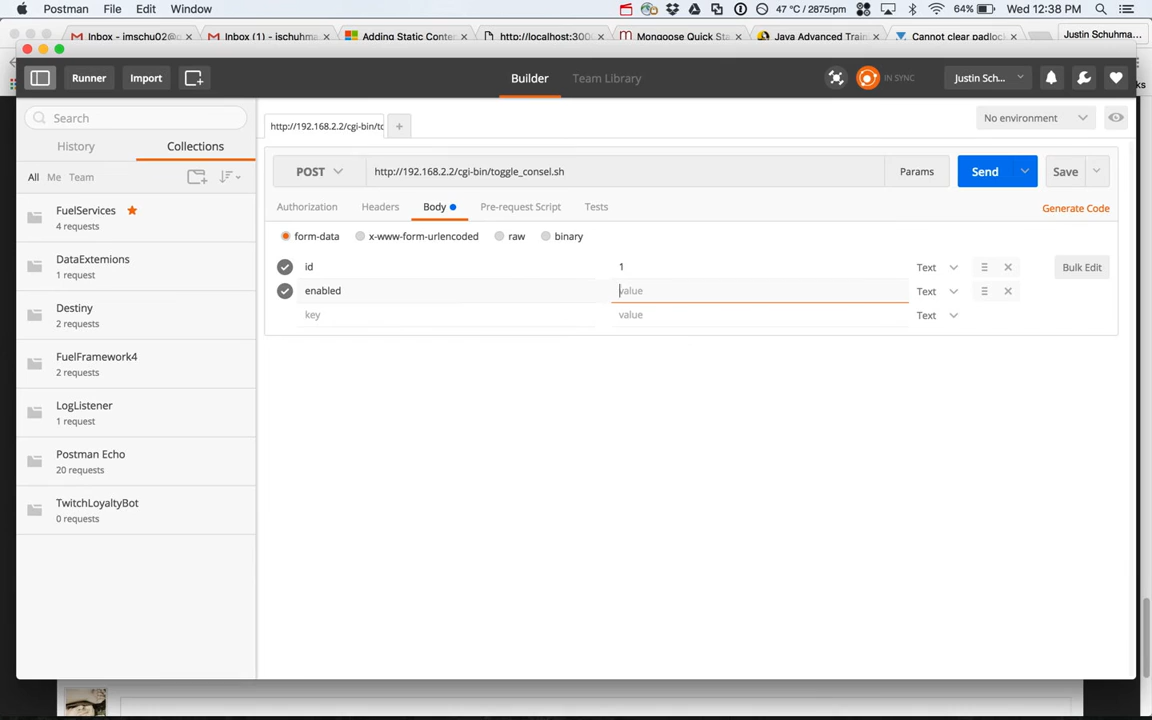 Postman File Edit Window 47 °C / 2875rpm 64% Wed 12:38 PM
Inbox - imschu02@ Inbox (1) - ischuhma Adding Static Conte http://localhost:300 Mongoose Quick Sta Java Advanced Train Cannot clear padlock Justin Schuhma...
Runner Import Builder Team Library IN SYNC Justin Sch...
Search
History Collections
All Me Team
FuelServices
4 requests
DataExtemions
1 request
Destiny
2 requests
FuelFramework4
2 requests
LogListener
1 request
Postman Echo
20 requests
TwitchLoyaltyBot
0 requests
http://192.168.2.2/cgi-bin/to
No environment
POST http://192.168.2.2/cgi-bin/toggle_consel.sh Params Send Save
Authorization Headers Body Pre-request Script Tests Generate Code
form-data x-www-form-urlencoded raw binary
id 1 Text Bulk Edit
enabled value Text
key value Text